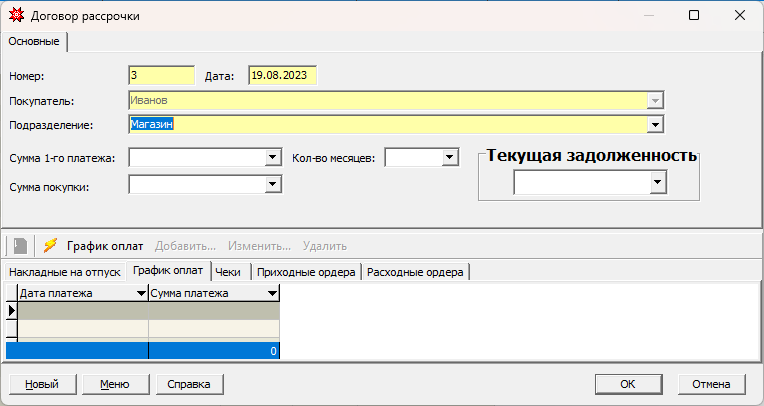 Договор рассрочки
Основные
Номер: 3 Дата: 19.08.2023
Покупатель: Иванов
Подразделение: Магазин
Сумма 1-го платежа: Кол-во месяцев: Текущая задолженность
Сумма покупки:
График оплат Добавить... Изменить... Удалить
Накладные на отпуск График оплат Чеки Приходные ордера Расходные ордера
Дата платежа Сумма платежа
0
Новый Меню Справка OK Отмена